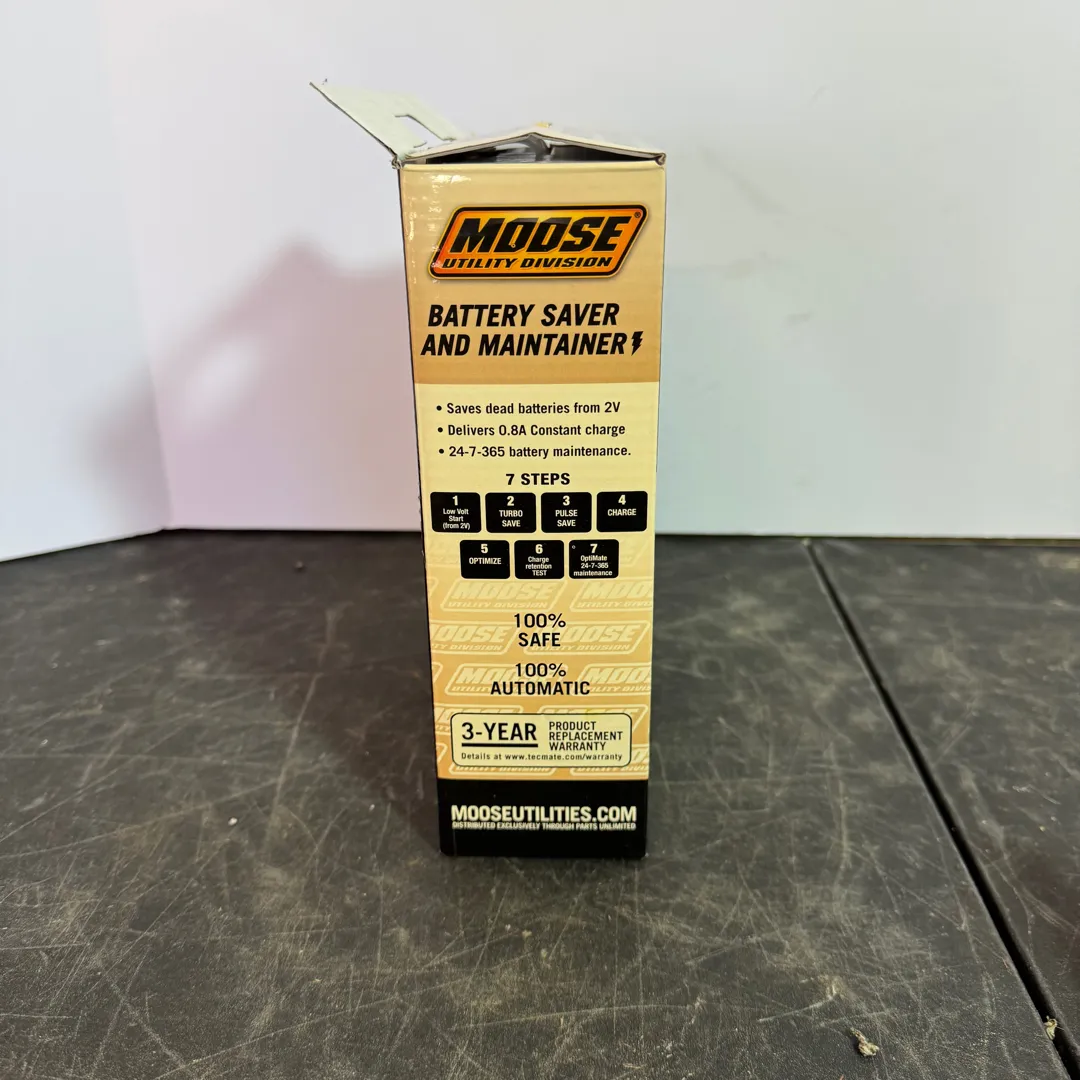 MOOSE®
UTILITY DIVISION
BATTERY SAVER
AND MAINTAINER
• Saves dead batteries from 2V
• Delivers 0.8A Constant charge
• 24-7-365 battery maintenance.
7 STEPS
1
Low Volt
Start
(from 2V)
2
TURBO
SAVE
3
PULSE
SAVE
4
CHARGE
5
OPTIMIZE
6
Charge
retention
TEST
7
OptiMate
24-7-365
maintenance
MOOSE
UTILITY DIVISION
100%
SAFE
100%
AUTOMATIC
3-YEAR
PRODUCT
REPLACEMENT
WARRANTY
Details at www.tecmate.com/warranty
MOOSEUTILITIES.COM
DISTRIBUTED EXCLUSIVELY THROUGH PARTS UNLIMITED